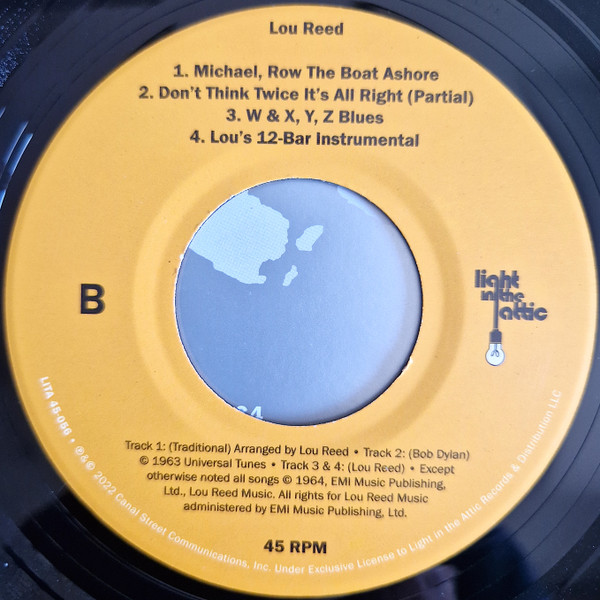 Lou Reed
1. Michael, Row The Boat Ashore
2. Don't Think Twice It's All Right (Partial)
3. W & X, Y, Z Blues
4. Lou's 12-Bar Instrumental
B
light
in the
attic
64
Track 1: (Traditional) Arranged by Lou Reed • Track 2: (Bob Dylan)
© 1963 Universal Tunes • Track 3 & 4: (Lou Reed) • Except
otherwise noted all songs © 1964, EMI Music Publishing,
Ltd., Lou Reed Music. All rights for Lou Reed Music
administered by EMI Music Publishing, Ltd.
45 RPM
LITA 45-056 • ℗&© 2022 Canal Street Communications, Inc. Under Exclusive License to Light in the Attic Records & Distribution LLC